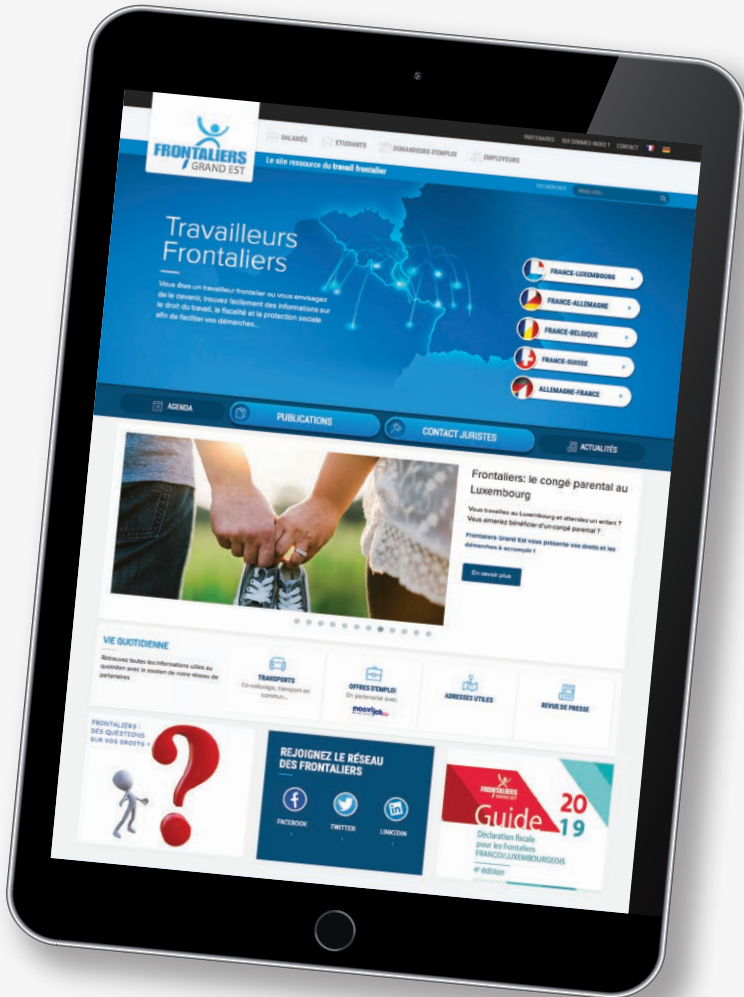 PARTENAIRES QUI SOMMES-NOUS ? CONTACT
FRONTALIERS
GRAND EST
SALARIÉS ETUDIANTS DEMANDEURS D'EMPLOI EMPLOYEURS
Le site ressource du travail frontalier
RECHERCHER
Travailleurs
Frontaliers
Vous êtes un travailleur frontalier ou vous envisagez
de le devenir, trouvez facilement des informations sur
le droit du travail, la fiscalité et la protection sociale
afin de faciliter vos démarches...
FRANCE-LUXEMBOURG
FRANCE-ALLEMAGNE
FRANCE-BELGIQUE
FRANCE-SUISSE
ALLEMAGNE-FRANCE
AGENDA
PUBLICATIONS
CONTACT JURISTES
ACTUALITÉS
Frontaliers: le congé parental au
Luxembourg
Vous travaillez au Luxembourg et attendez un enfant ?
Vous aimeriez bénéficier d'un congé parental ?
Frontaliers Grand Est vous présente vos droits et les
démarches à accomplir !
En savoir plus
VIE QUOTIDIENNE
Retrouvez toutes les informations utiles au
quotidien avec le soutien de notre réseau de
partenaires
TRANSPORTS
Co-voiturage, transport en
commun...
OFFRES D'EMPLOI
En partenariat avec
moovijob
ADRESSES UTILES
REVUE DE PRESSE
FRONTALIERS :
DES QUESTIONS
SUR VOS DROITS ?
?
REJOIGNEZ LE RÉSEAU
DES FRONTALIERS
FACEBOOK
TWITTER
LINKEDIN
FRONTALIERS
GRAND EST
Guide
20
19
Déclaration fiscale
pour les frontaliers
FRANCO/LUXEMBOURGEOIS
4e édition